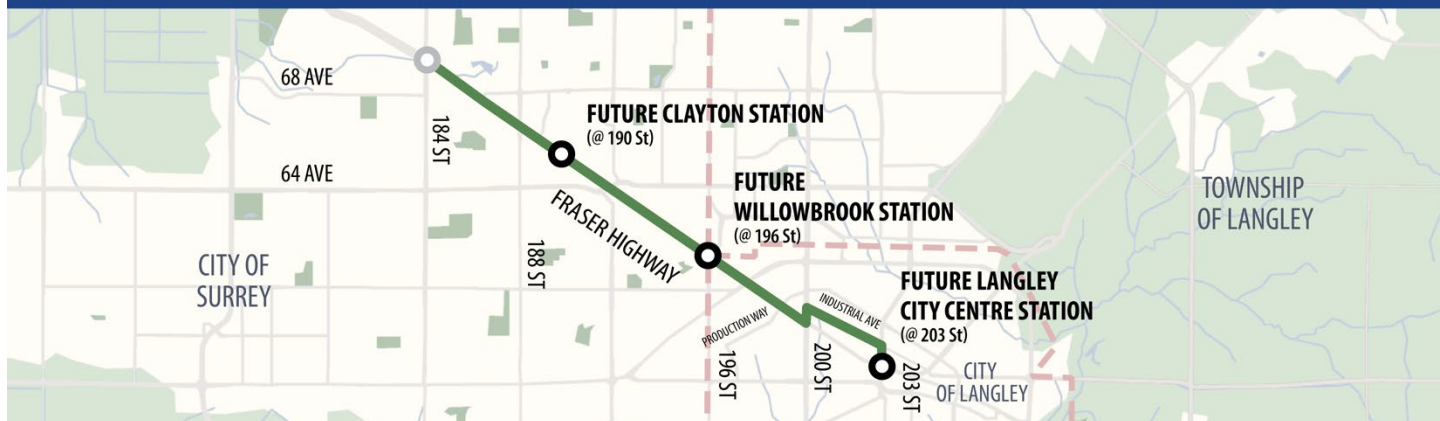 68 AVE
184 ST
FUTURE CLAYTON STATION
(@ 190 St)
64 AVE
FUTURE
WILLOWBROOK STATION
(@ 196 St)
TOWNSHIP
OF LANGLEY
FRASER HIGHWAY
188 ST
CITY OF
SURREY
FUTURE LANGLEY
CITY CENTRE STATION
(@ 203 St)
INDUSTRIAL AVE
PRODUCTION WAY
196 ST
200 ST
203 ST
CITY
OF LANGLEY